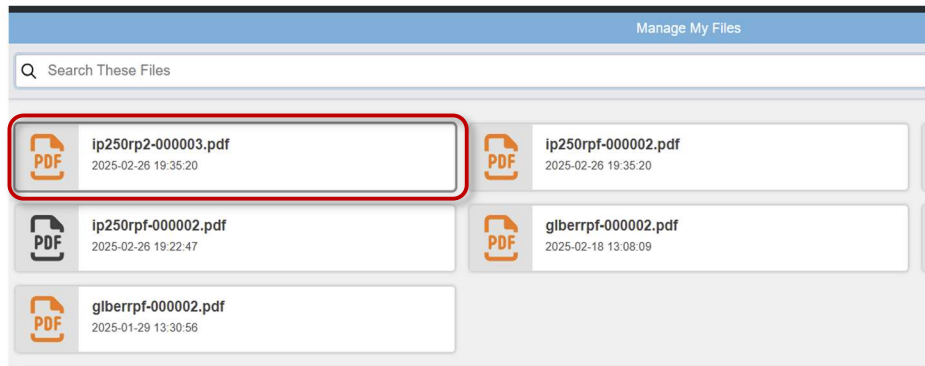 Manage My Files
Search These Files
PDF
ip250rp2-000003.pdf
2025-02-26 19:35:20
PDF
ip250rpf-000002.pdf
2025-02-26 19:35:20
PDF
ip250rpf-000002.pdf
2025-02-26 19:22:47
PDF
glberrpf-000002.pdf
2025-02-18 13:08:09
PDF
glberrpf-000002.pdf
2025-01-29 13:30:56